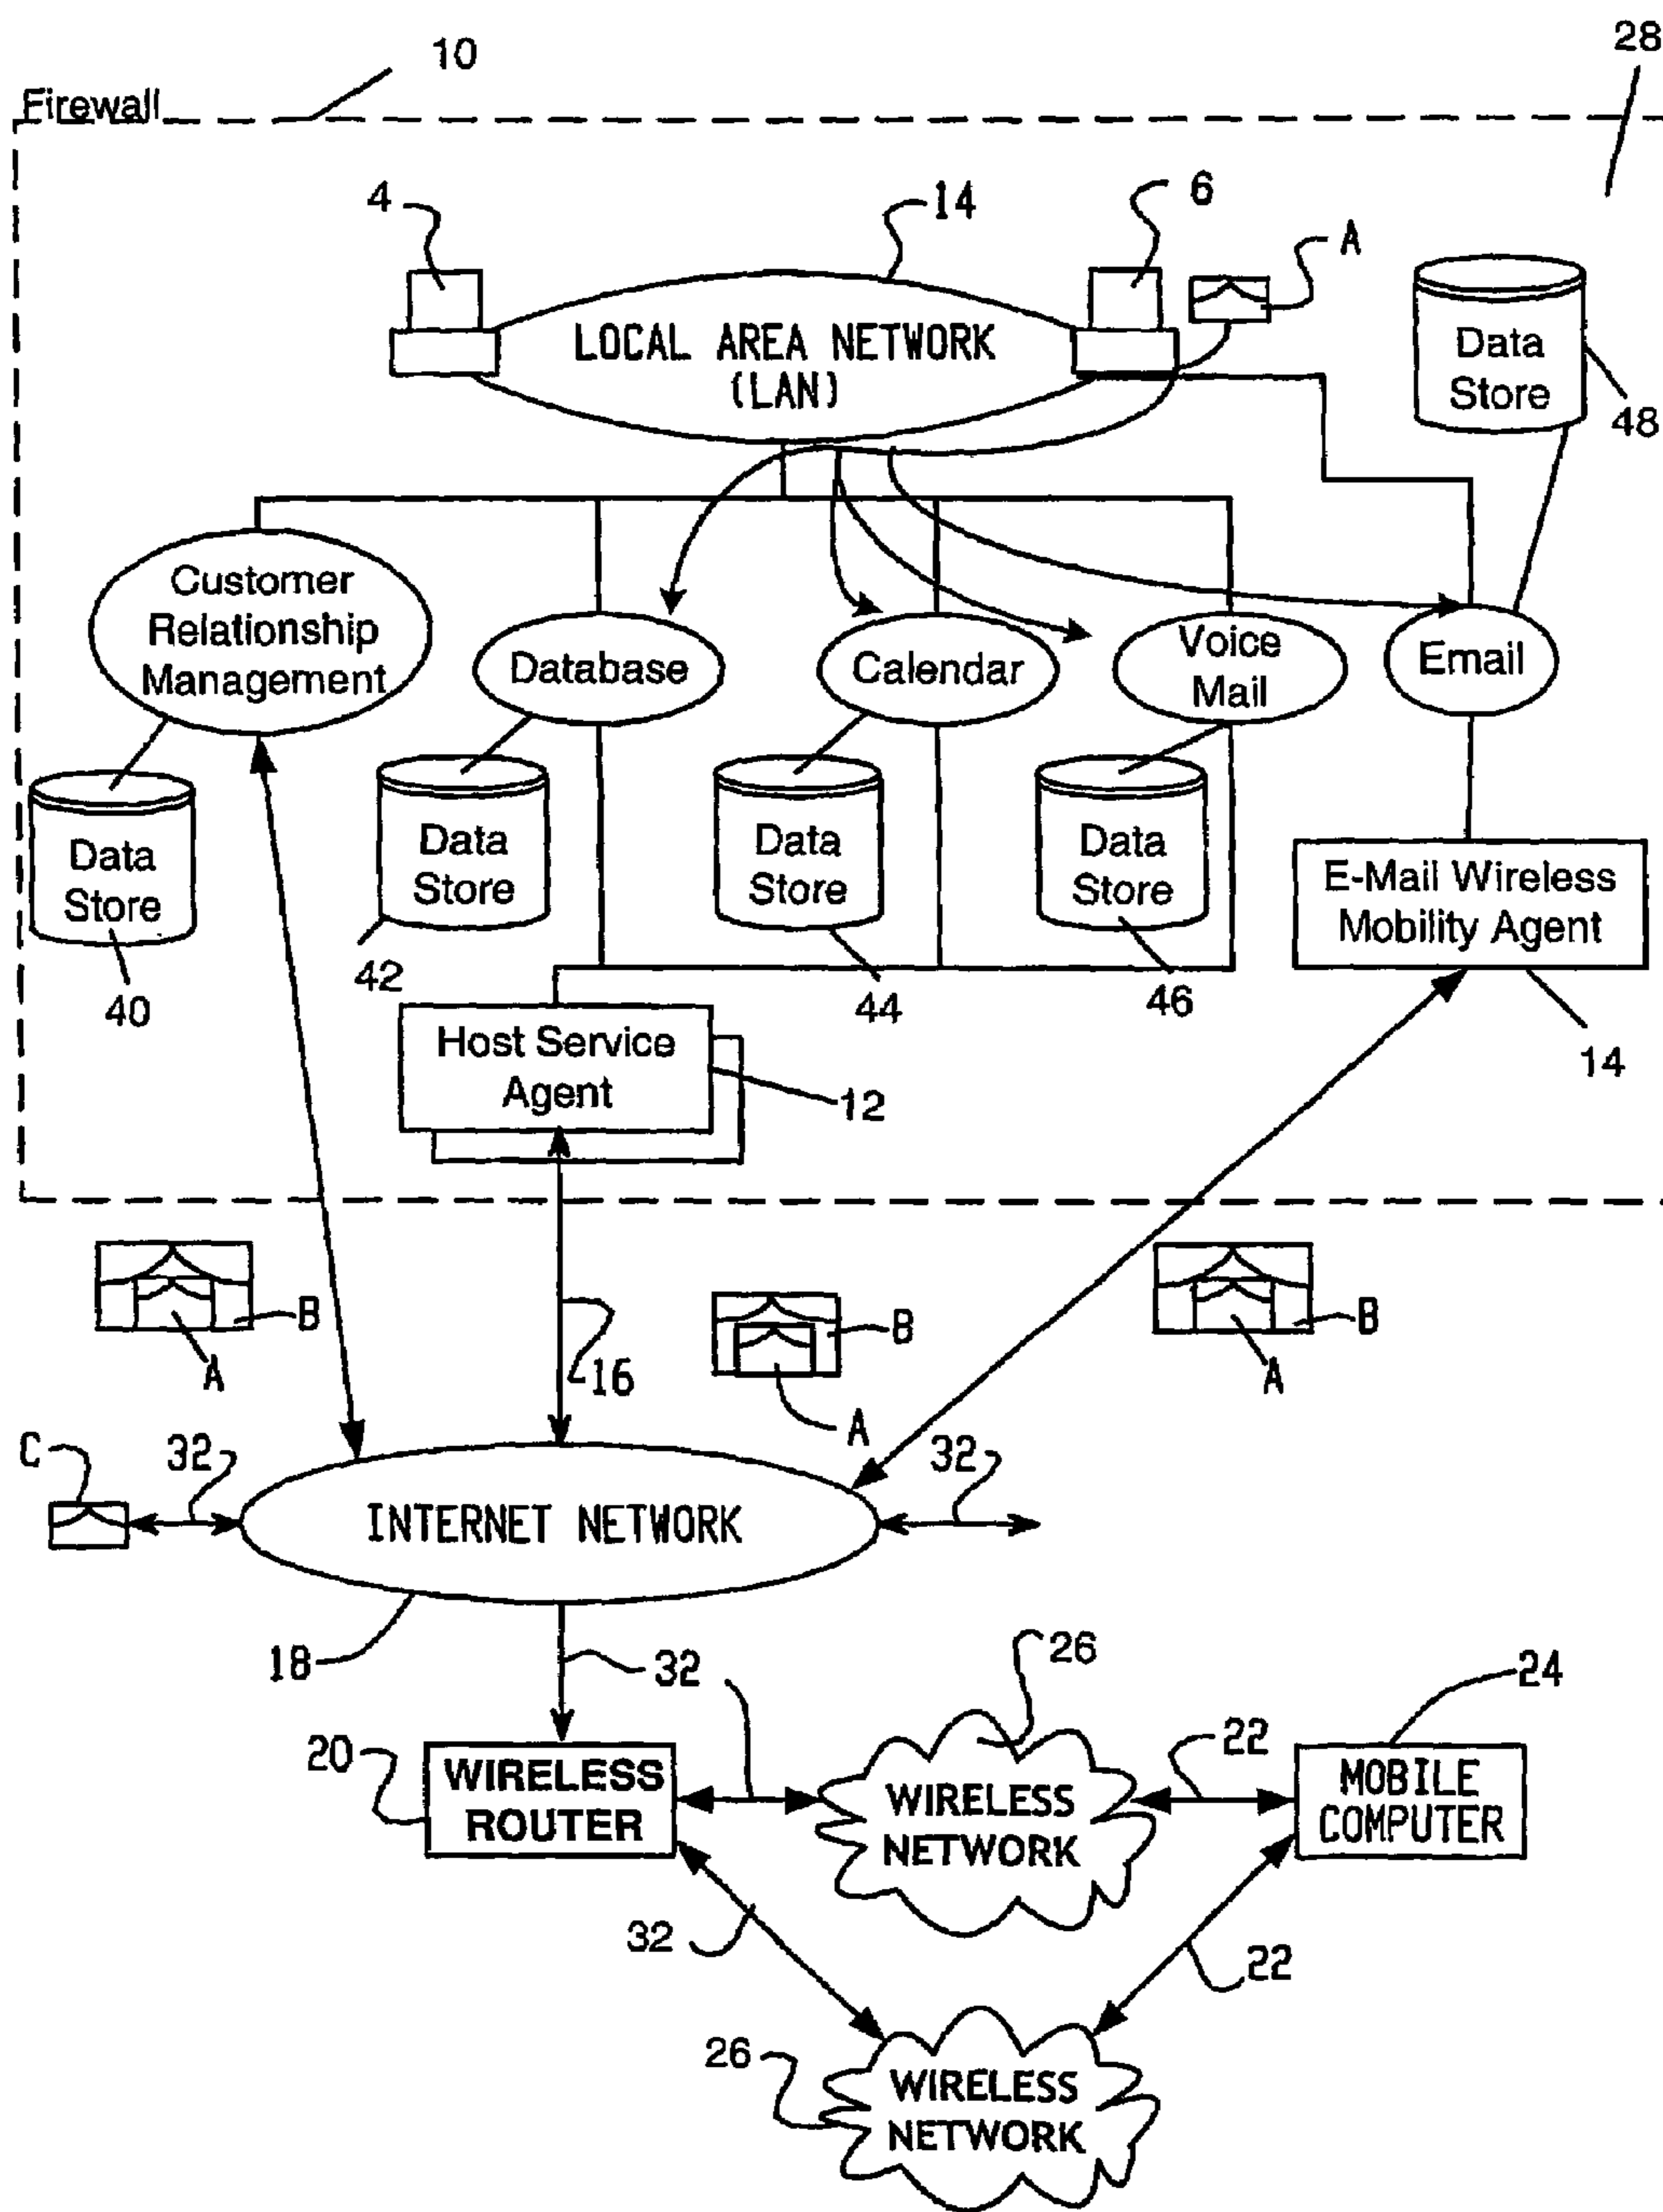 10
28
Firewall
4
14
6
A
LOCAL AREA NETWORK
(LAN)
Data
Store
48
Customer
Relationship
Management
Database
Calendar
Voice
Mail
Email
Data
Store
40
Data
Store
42
Data
Store
44
Data
Store
46
E-Mail Wireless
Mobility Agent
14
Host Service
Agent
12
B
A
16
B
A
B
A
C
32
INTERNET NETWORK
32
18
32
26
24
20
WIRELESS
ROUTER
WIRELESS
NETWORK
22
MOBILE
COMPUTER
32
22
26
WIRELESS
NETWORK